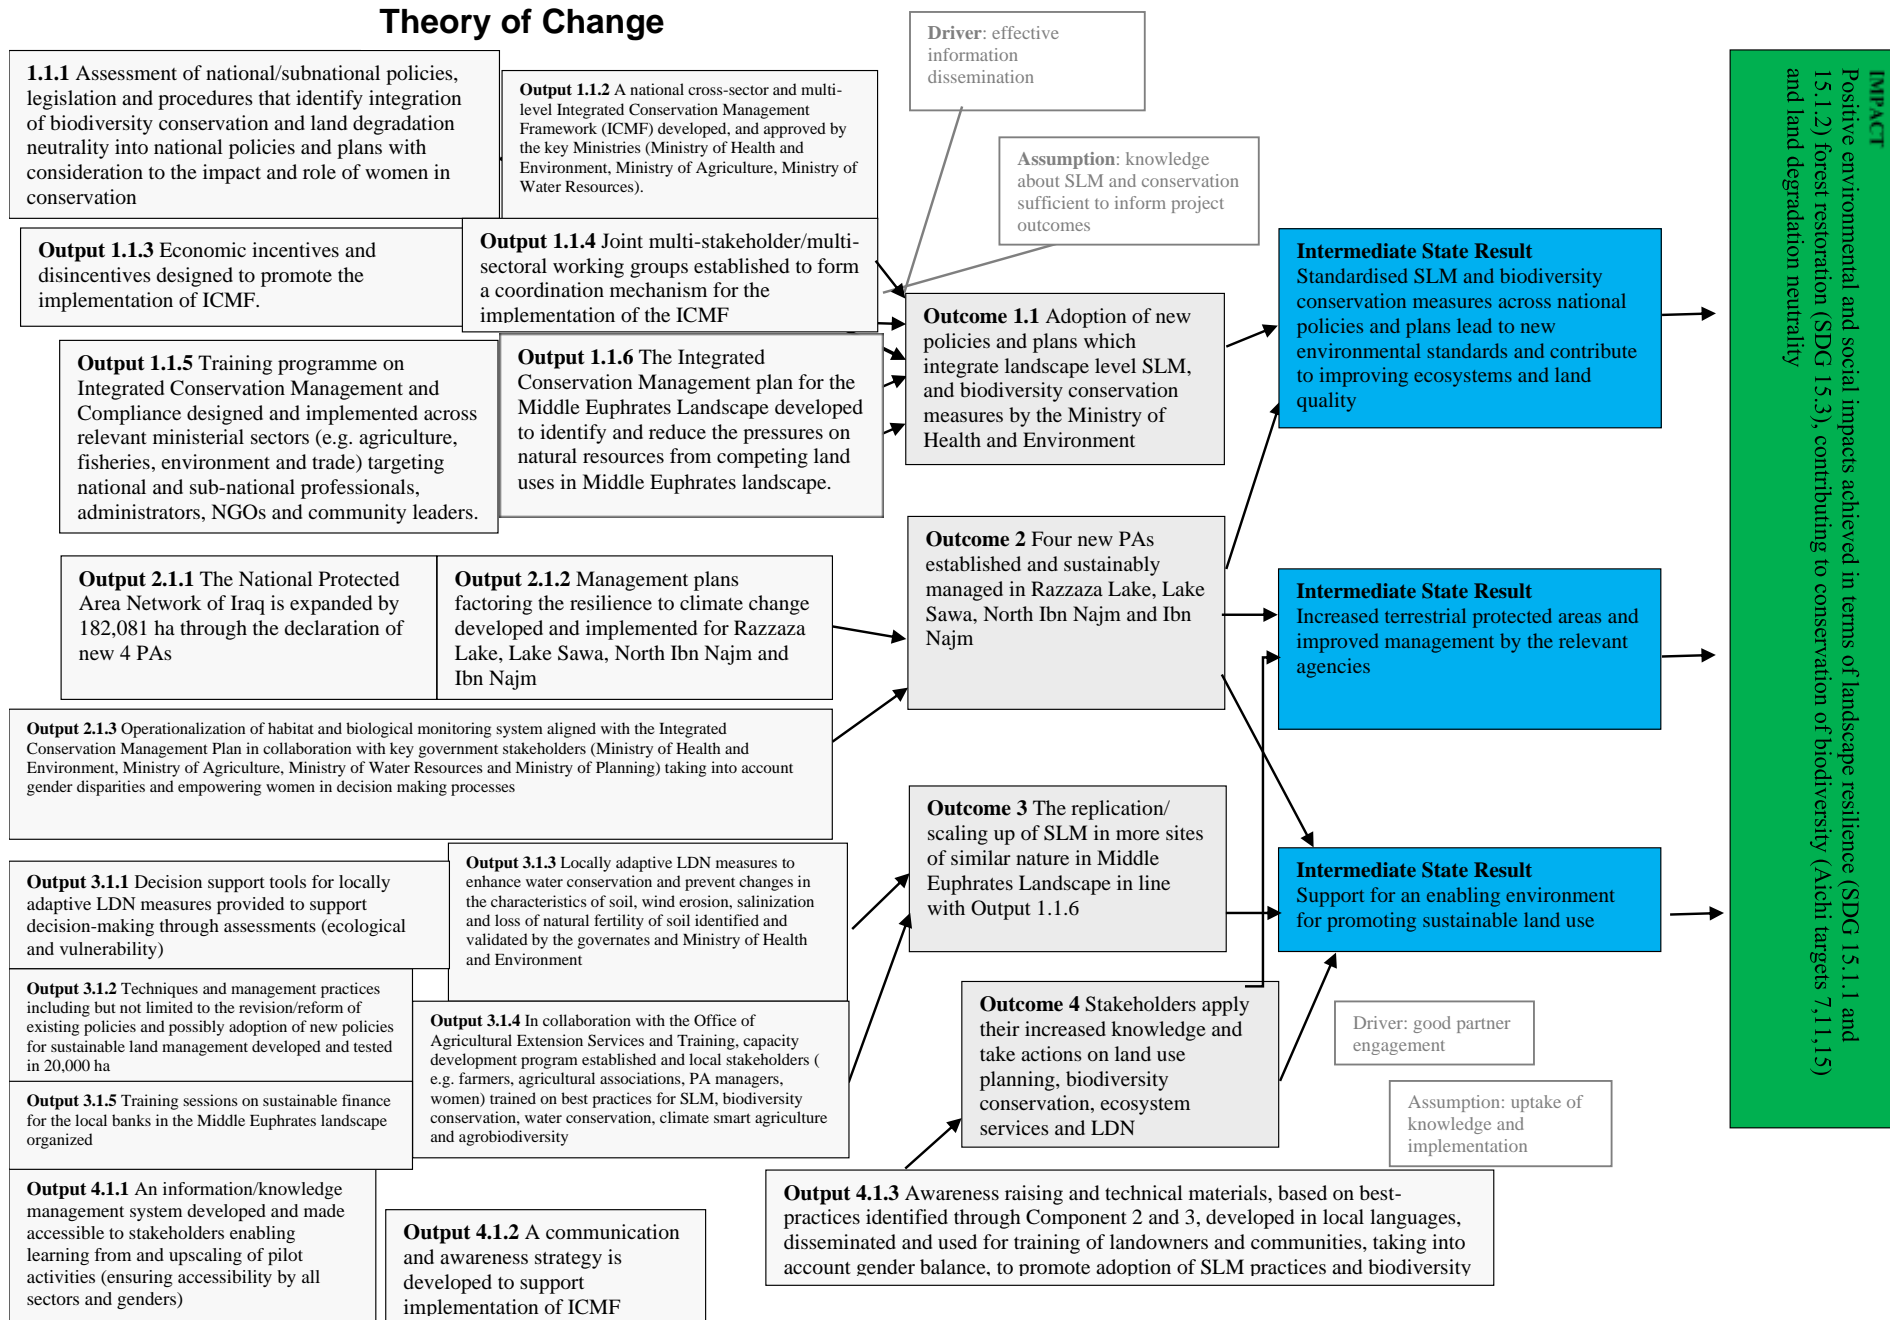 Theory of Change
1.1.1 Assessment of national/subnational policies,
legislation and procedures that identify integration
of biodiversity conservation and land degradation
neutrality into national policies and plans with
consideration to the impact and role of women in
conservation
Output 1.1.2 A national cross-sector and multi-
level Integrated Conservation Management
Framework (ICMF) developed, and approved by
the key Ministries (Ministry of Health and
Environment, Ministry of Agriculture, Ministry of
Water Resources).
Driver: effective
information
dissemination
Assumption: knowledge
about SLM and conservation
sufficient to inform project
outcomes
Output 1.1.3 Economic incentives and
disincentives designed to promote the
implementation of ICMF.
Output 1.1.4 Joint multi-stakeholder/multi-
sectoral working groups established to form
a coordination mechanism for the
implementation of the ICMF
Output 1.1.5 Training programme on
Integrated Conservation Management and
Compliance designed and implemented across
relevant ministerial sectors (e.g. agriculture,
fisheries, environment and trade) targeting
national and sub-national professionals,
administrators, NGOs and community leaders.
Output 1.1.6 The Integrated
Conservation Management plan for the
Middle Euphrates Landscape developed
to identify and reduce the pressures on
natural resources from competing land
uses in Middle Euphrates landscape.
Outcome 1.1 Adoption of new
policies and plans which
integrate landscape level SLM,
and biodiversity conservation
measures by the Ministry of
Health and Environment
Intermediate State Result
Standardised SLM and biodiversity
conservation measures across national
policies and plans lead to new
environmental standards and contribute
to improving ecosystems and land
quality
Output 2.1.1 The National Protected
Area Network of Iraq is expanded by
182,081 ha through the declaration of
new 4 PAs
Output 2.1.2 Management plans
factoring the resilience to climate change
developed and implemented for Razzaza
Lake, Lake Sawa, North Ibn Najm and
Ibn Najm
Output 2.1.3 Operationalization of habitat and biological monitoring system aligned with the Integrated
Conservation Management Plan in collaboration with key government stakeholders (Ministry of Health and
Environment, Ministry of Agriculture, Ministry of Water Resources and Ministry of Planning) taking into account
gender disparities and empowering women in decision making processes
Outcome 2 Four new PAs
established and sustainably
managed in Razzaza Lake, Lake
Sawa, North Ibn Najm and Ibn
Najm
Intermediate State Result
Increased terrestrial protected areas and
improved management by the relevant
agencies
Output 3.1.1 Decision support tools for locally
adaptive LDN measures provided to support
decision-making through assessments (ecological
and vulnerability)
Output 3.1.3 Locally adaptive LDN measures to
enhance water conservation and prevent changes in
the characteristics of soil, wind erosion, salinization
and loss of natural fertility of soil identified and
validated by the governates and Ministry of Health
and Environment
Output 3.1.2 Techniques and management practices
including but not limited to the revision/reform of
existing policies and possibly adoption of new policies
for sustainable land management developed and tested
in 20,000 ha
Output 3.1.4 In collaboration with the Office of
Agricultural Extension Services and Training, capacity
development program established and local stakeholders (
e.g. farmers, agricultural associations, PA managers,
women) trained on best practices for SLM, biodiversity
conservation, water conservation, climate smart agriculture
and agrobiodiversity
Output 3.1.5 Training sessions on sustainable finance
for the local banks in the Middle Euphrates landscape
organized
Outcome 3 The replication/
scaling up of SLM in more sites
of similar nature in Middle
Euphrates Landscape in line
with Output 1.1.6
Intermediate State Result
Support for an enabling environment
for promoting sustainable land use
Outcome 4 Stakeholders apply
their increased knowledge and
take actions on land use
planning, biodiversity
conservation, ecosystem
services and LDN
Driver: good partner
engagement
Assumption: uptake of
knowledge and
implementation
Output 4.1.1 An information/knowledge
management system developed and made
accessible to stakeholders enabling
learning from and upscaling of pilot
activities (ensuring accessibility by all
sectors and genders)
Output 4.1.2 A communication
and awareness strategy is
developed to support
implementation of ICMF
Output 4.1.3 Awareness raising and technical materials, based on best-
practices identified through Component 2 and 3, developed in local languages,
disseminated and used for training of landowners and communities, taking into
account gender balance, to promote adoption of SLM practices and biodiversity
IMPACT
Positive environmental and social impacts achieved in terms of landscape resilience (SDG 15.1.1 and
15.1.2) forest restoration (SDG 15.3), contributing to conservation of biodiversity (Aichi targets 7,11,15)
and land degradation neutrality